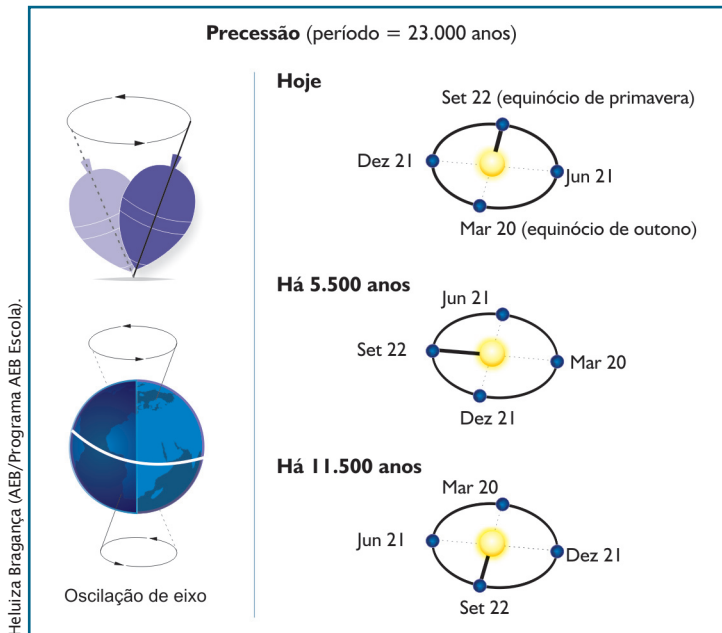 Precessão (período = 23.000 anos)
Hoje
Set 22 (equinócio de primavera)
Dez 21
Jun 21
Mar 20 (equinócio de outono)
Há 5.500 anos
Jun 21
Set 22
Mar 20
Dez 21
Há 11.500 anos
Mar 20
Jun 21
Dez 21
Set 22
Oscilação de eixo
Heluiza Bragança (AEB/Programa AEB Escola).